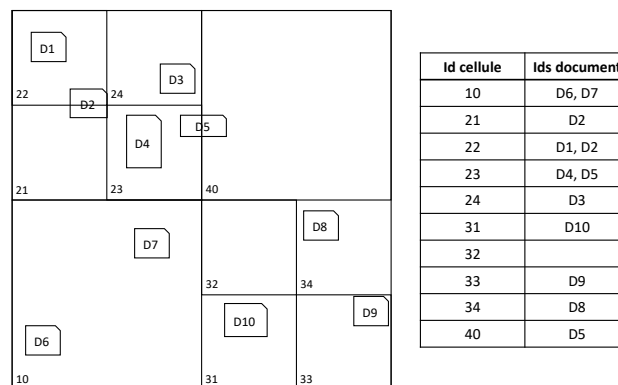 D1
D3
22
D2
24
D4
D5
21
23
40
D8
D7
32
34
D10
D9
D6
10
31
33
Id cellule Ids document
10 D6, D7
21 D2
22 D1, D2
23 D4, D5
24 D3
31 D10
32
33 D9
34 D8
40 D5